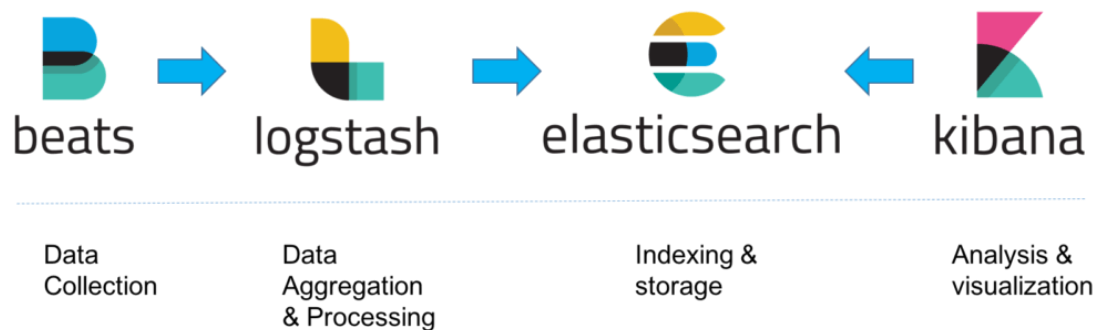 beats
logstash
elasticsearch
kibana
Data
Collection
Data
Aggregation
& Processing
Indexing &
storage
Analysis &
visualization